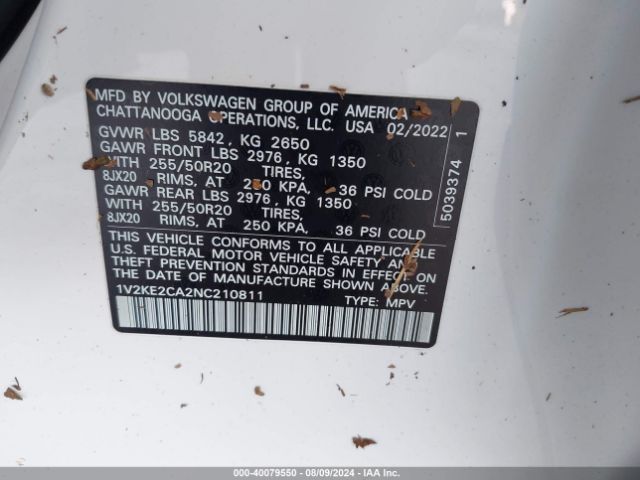 MFD BY VOLKSWAGEN GROUP OF AMERICA
CHATTANOOGA OPERATIONS, LLC. USA 02/2022
GVWR LBS 5842, KG 2650
GAWR FRONT LBS 2976, KG 1350
WITH 255/50R20 TIRES,
8JX20 RIMS, AT 250 KPA, 36 PSI COLD
GAWR REAR LBS 2976, KG 1350
WITH 255/50R20 TIRES,
8JX20 RIMS, AT 250 KPA, 36 PSI COLD
THIS VEHICLE CONFORMS TO ALL APPLICABLE
U.S. FEDERAL MOTOR VEHICLE SAFETY AND
THEFT PREVENTION STANDARDS IN EFFECT ON
THE DATE OF MANUFACTURE SHOWN ABOVE.
1V2KE2CA2NC210811 TYPE: MPV
5039374 1
000-40079550 - 08/09/2024 - IAAI.COM